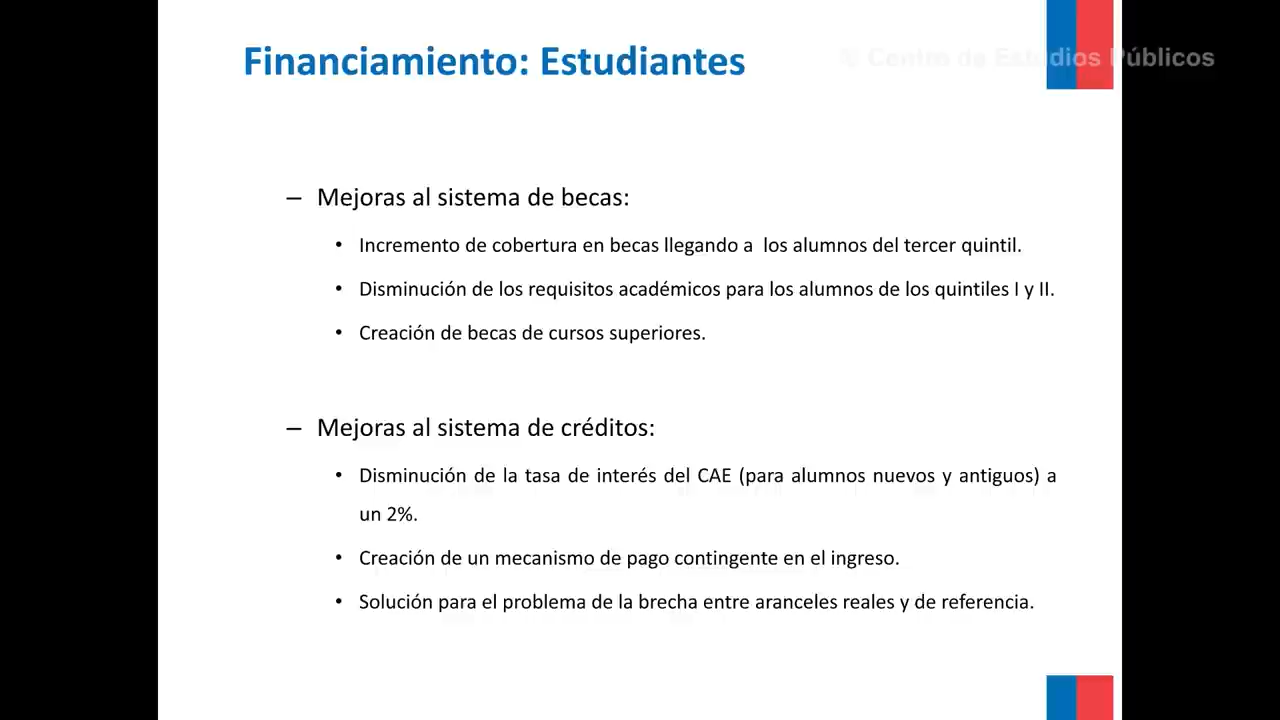 Financiamiento: Estudiantes
© Centro de Estudios Públicos
– Mejoras al sistema de becas:
• Incremento de cobertura en becas llegando a los alumnos del tercer quintil.
• Disminución de los requisitos académicos para los alumnos de los quintiles I y II.
• Creación de becas de cursos superiores.
– Mejoras al sistema de créditos:
• Disminución de la tasa de interés del CAE (para alumnos nuevos y antiguos) a
un 2%.
• Creación de un mecanismo de pago contingente en el ingreso.
• Solución para el problema de la brecha entre aranceles reales y de referencia.